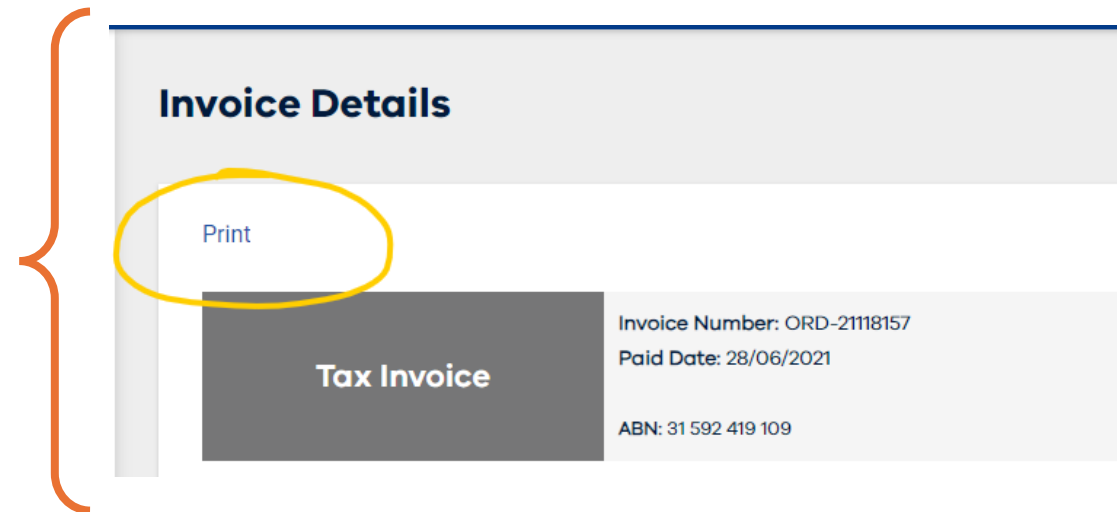 Invoice Details
Print
Tax Invoice
Invoice Number: ORD-21118157
Paid Date: 28/06/2021
ABN: 31 592 419 109